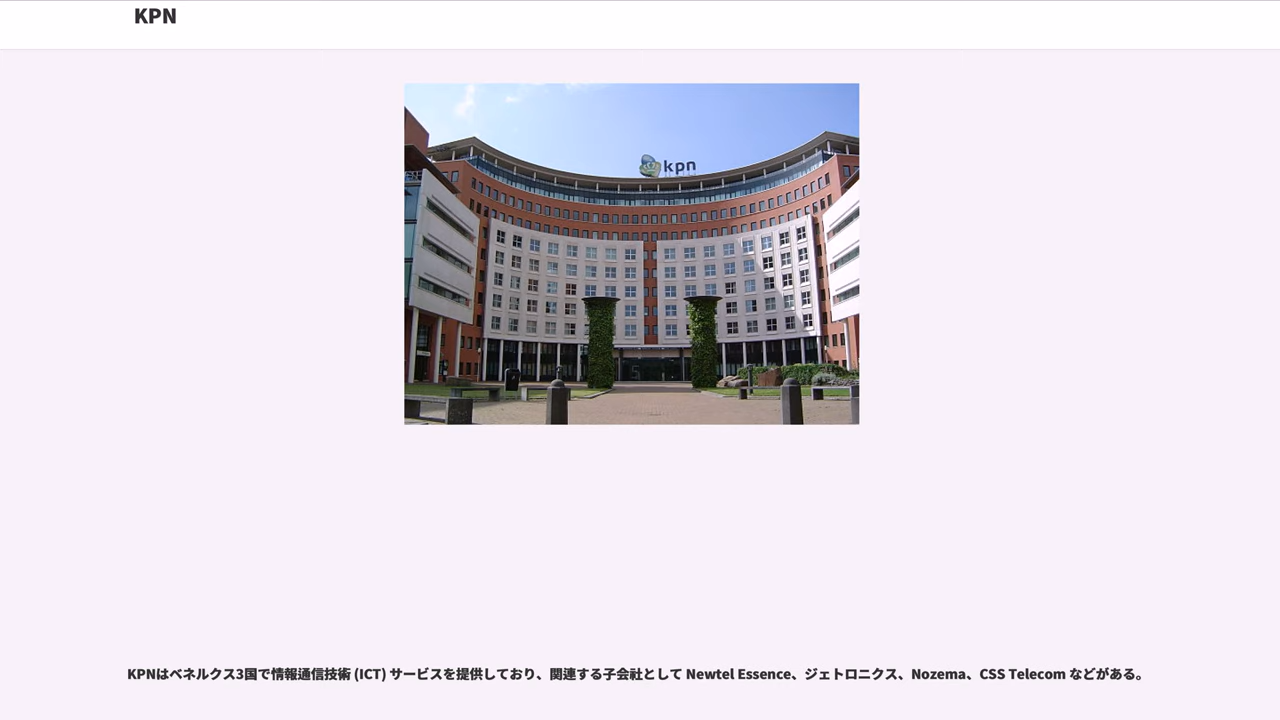 KPN
kpn
KPNはベネルクス3国で情報通信技術 (ICT) サービスを提供しており、関連する子会社として Newtel Essence、ジェトロニクス、Nozema、CSS Telecom などがある。